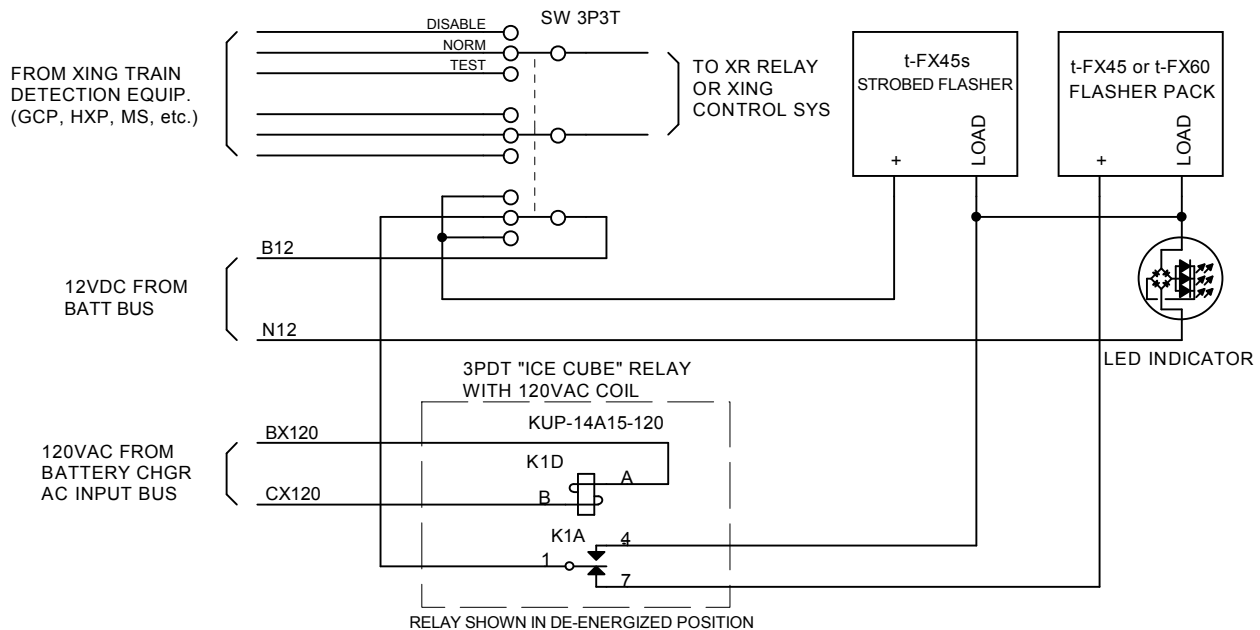 DISABLE
NORM
TEST
SW 3P3T
FROM XING TRAIN
DETECTION EQUIP.
(GCP, HXP, MS, etc.)
TO XR RELAY
OR XING
CONTROL SYS
t-FX45s
STROBED FLASHER
+
LOAD
t-FX45 or t-FX60
FLASHER PACK
+
LOAD
B12
12VDC FROM
BATT BUS
N12
LED INDICATOR
3PDT "ICE CUBE" RELAY
WITH 120VAC COIL
KUP-14A15-120
BX120
120VAC FROM
BATTERY CHGR
AC INPUT BUS
CX120
K1D
A
B
K1A
4
1
7
RELAY SHOWN IN DE-ENERGIZED POSITION